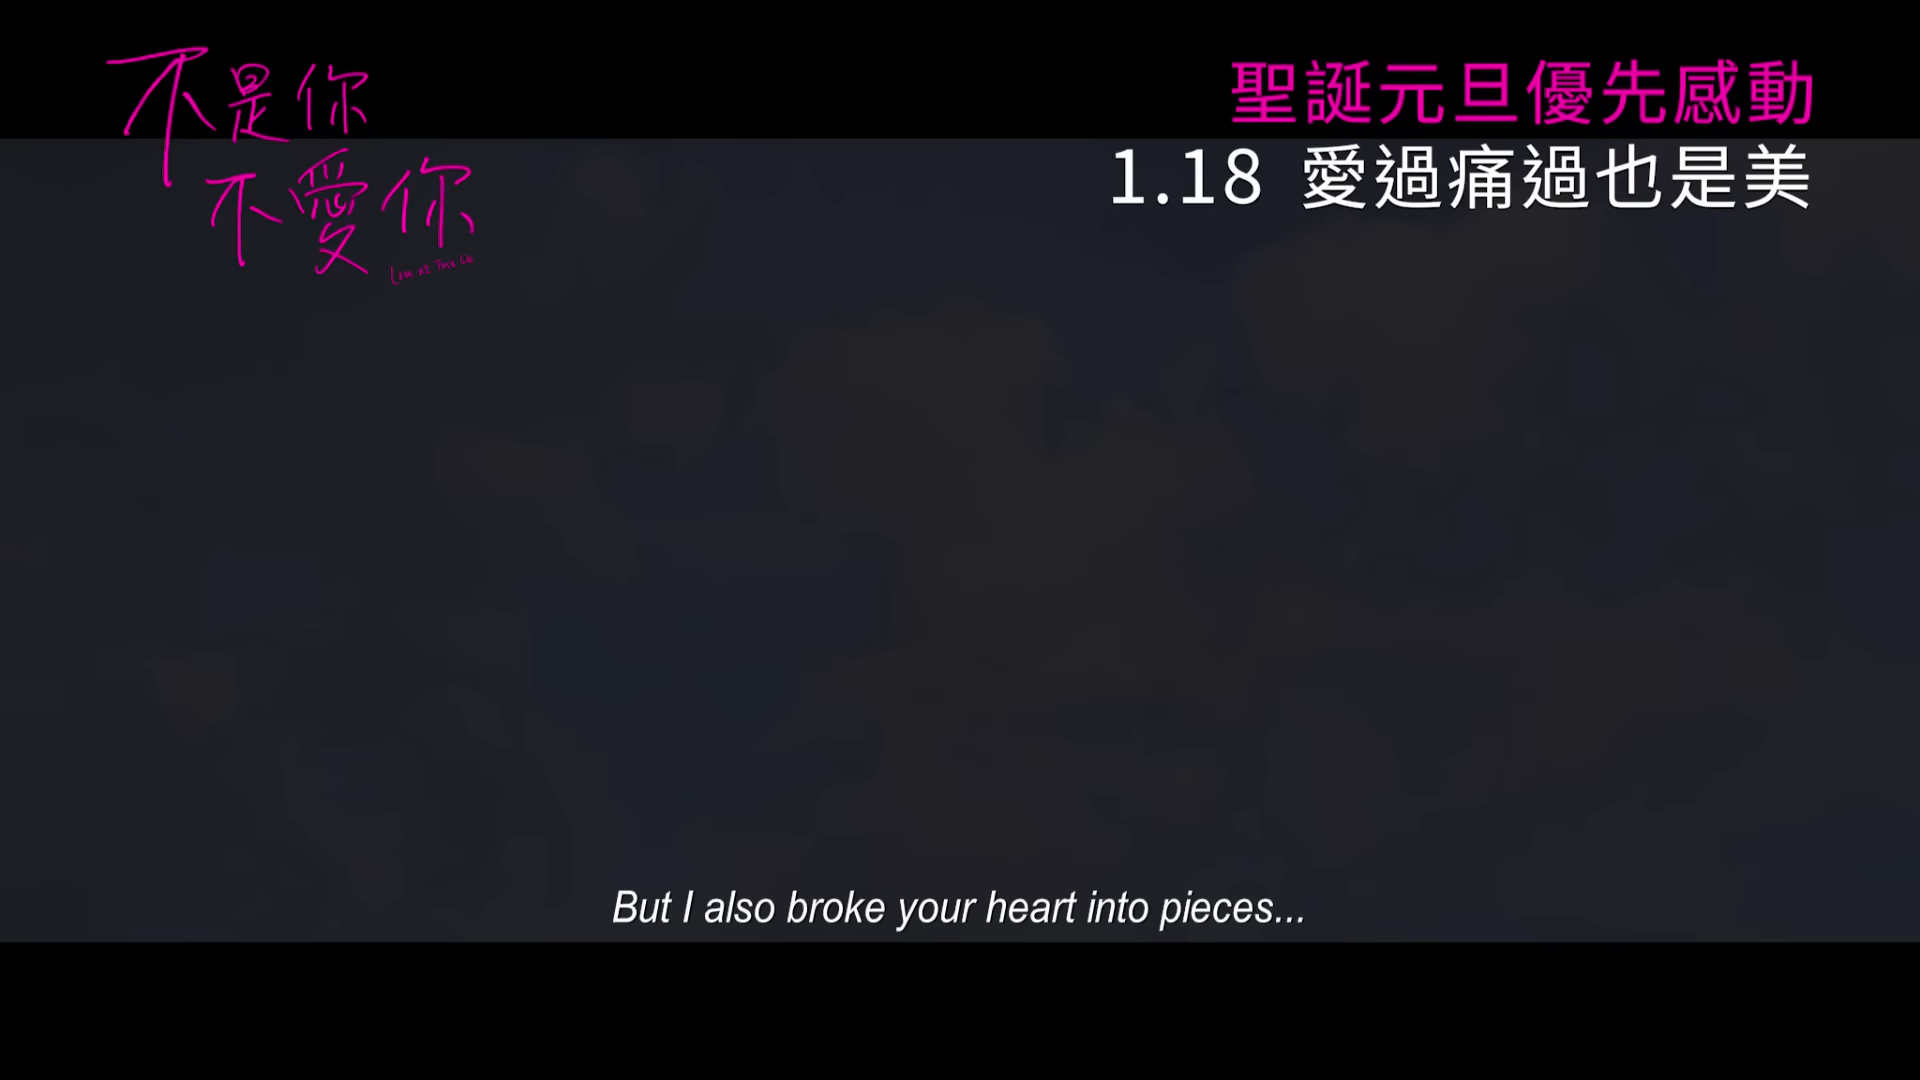 不是你
不愛你
聖誕元旦優先感動
1.18 愛過痛過也是美
But I also broke your heart into pieces...